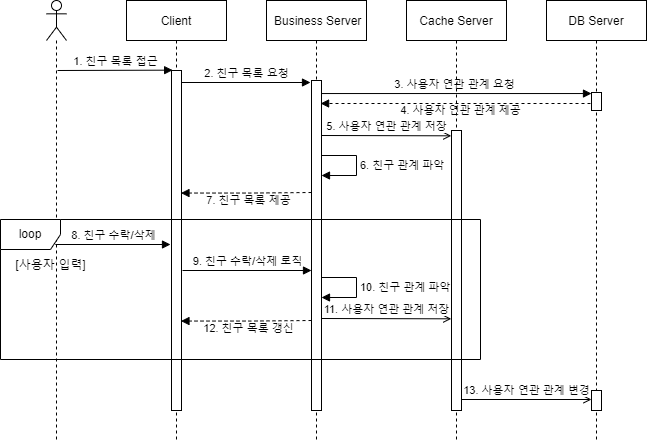 Client
Business Server
Cache Server
DB Server
1. 친구 목록 접근
2. 친구 목록 요청
3. 사용자 연관 관계 요청
4. 사용자 연관 관계 제공
5. 사용자 연관 관계 저장
6. 친구 관계 파악
7. 친구 목록 제공
loop
8. 친구 수락/삭제
[사용자 입력]
9. 친구 수락/삭제 로직
10. 친구 관계 파악
11. 사용자 연관 관계 저장
12. 친구 목록 갱신
13. 사용자 연관 관계 변경